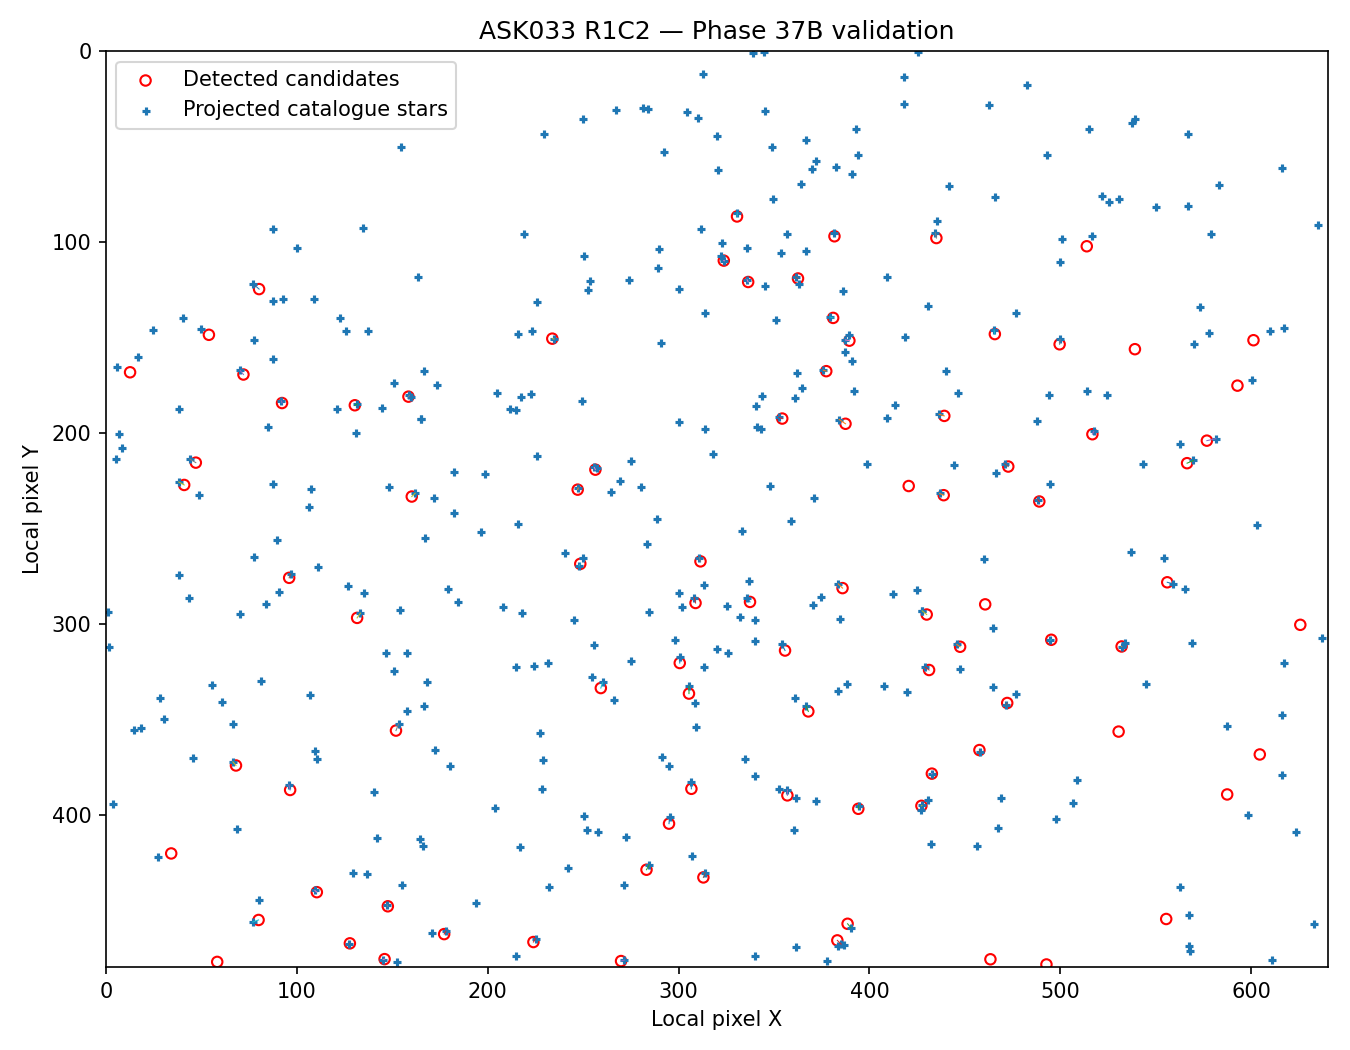 ASK033 R1C2 — Phase 37B validation
Detected candidates
Projected catalogue stars
0
100
200
300
400
Local pixel Y
0
100
200
300
400
500
600
Local pixel X